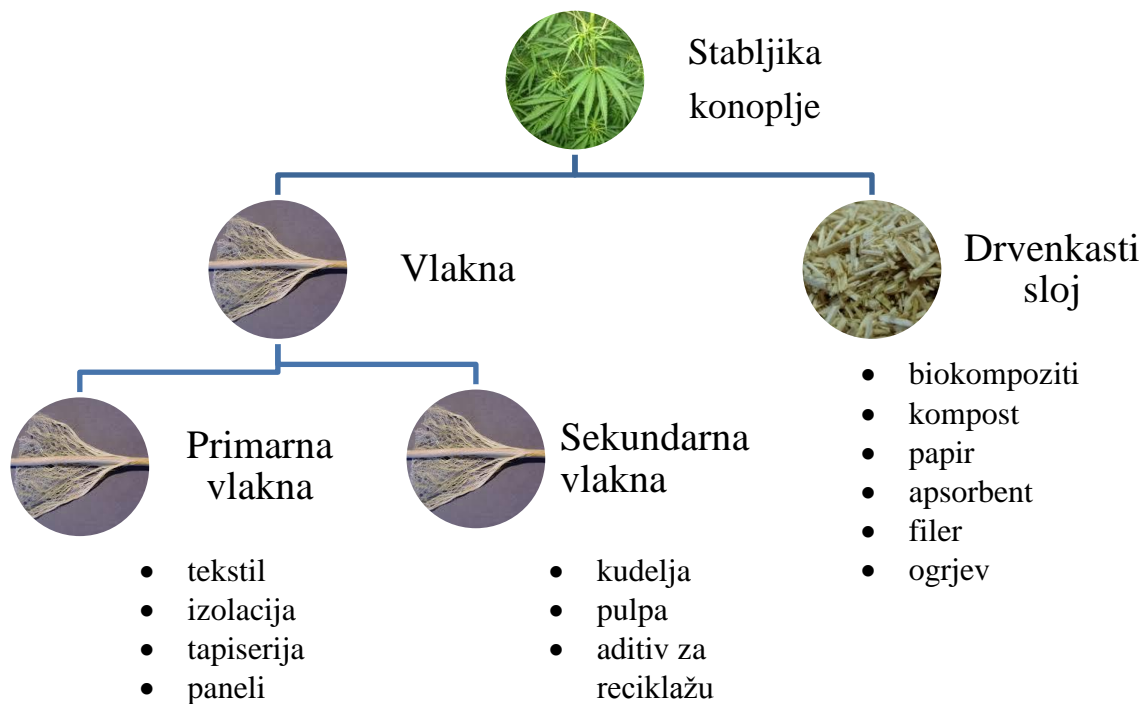 Stabljika
konoplje
Vlakna
Drvenkasti
sloj
• biokompoziti
• kompost
• papir
• apsorbent
• filer
• ogrjev
Primarna
vlakna
• tekstil
• izolacija
• tapiserija
• paneli
Sekundarna
vlakna
• kudelja
• pulpa
• aditiv za
reciklažu